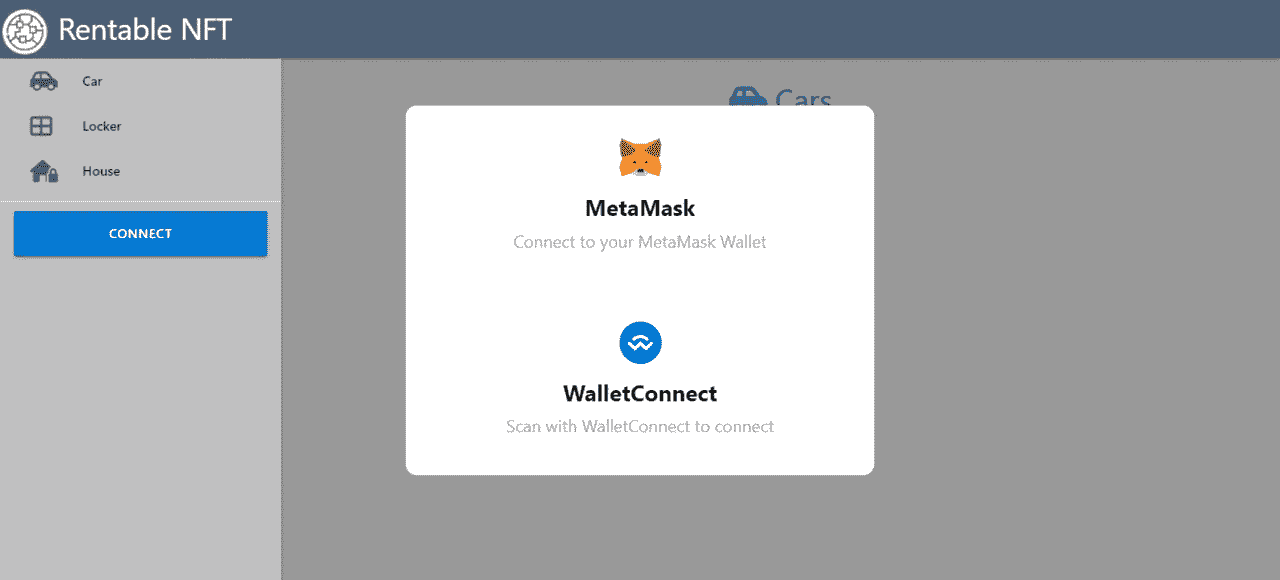 Rentable NFT
Car
Locker
House
CONNECT
Cars
MetaMask
Connect to your MetaMask Wallet
WalletConnect
Scan with WalletConnect to connect